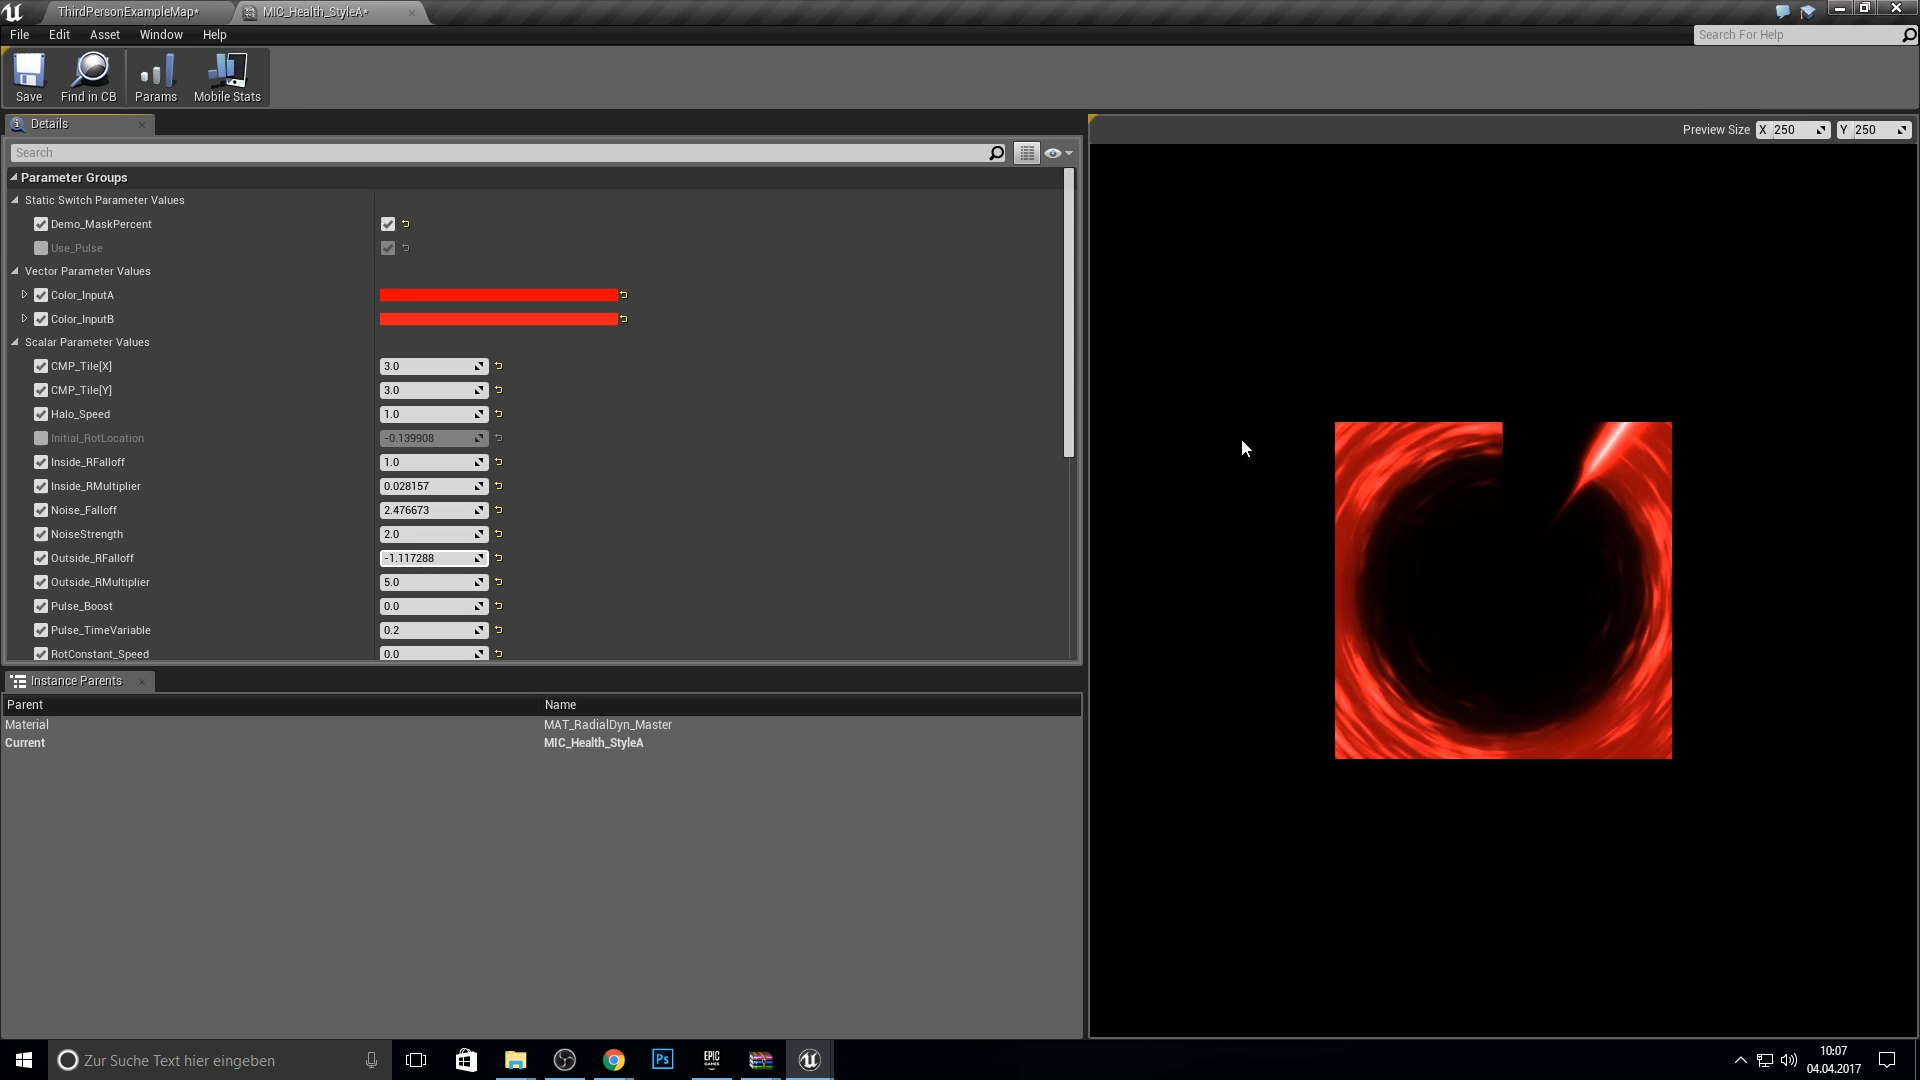 ThirdPersonExampleMap*
MIC_Health_StyleA*
File Edit Asset Window Help
Search For Help
Save Find in CB Params Mobile Stats
Details
Preview Size X 250 Y 250
Search
Parameter Groups
Static Switch Parameter Values
Demo_MaskPercent
Use_Pulse
Vector Parameter Values
Color_InputA
Color_InputB
Scalar Parameter Values
CMP_Tile[X] 3.0
CMP_Tile[Y] 3.0
Halo_Speed 1.0
Initial_RotLocation -0.139908
Inside_RFalloff 1.0
Inside_RMultiplier 0.028157
Noise_Falloff 2.476673
NoiseStrength 2.0
Outside_RFalloff -1.117288
Outside_RMultiplier 5.0
Pulse_Boost 0.0
Pulse_TimeVariable 0.2
RotConstant_Speed 0.0
Instance Parents
Parent Name
Material MAT_RadialDyn_Master
Current MIC_Health_StyleA
Zur Suche Text hier eingeben
Ps
EPIC GAMES
10:07
04.04.2017